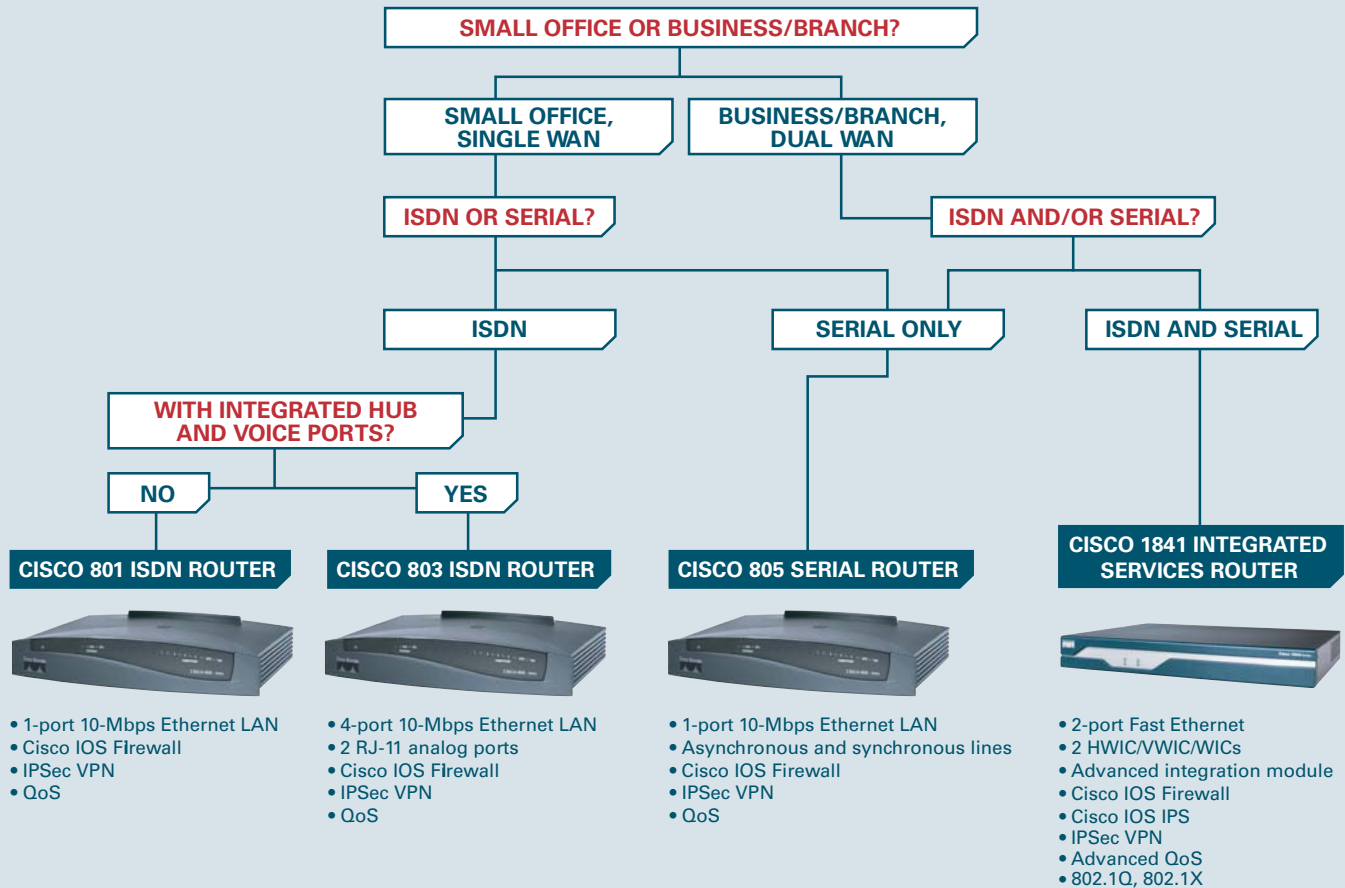 SMALL OFFICE OR BUSINESS/BRANCH?
SMALL OFFICE,
SINGLE WAN
BUSINESS/BRANCH,
DUAL WAN
ISDN OR SERIAL?
ISDN AND/OR SERIAL?
ISDN
SERIAL ONLY
ISDN AND SERIAL
WITH INTEGRATED HUB
AND VOICE PORTS?
NO
YES
CISCO 801 ISDN ROUTER
CISCO 803 ISDN ROUTER
CISCO 805 SERIAL ROUTER
CISCO 1841 INTEGRATED
SERVICES ROUTER
• 1-port 10-Mbps Ethernet LAN
• Cisco IOS Firewall
• IPSec VPN
• QoS
• 4-port 10-Mbps Ethernet LAN
• 2 RJ-11 analog ports
• Cisco IOS Firewall
• IPSec VPN
• QoS
• 1-port 10-Mbps Ethernet LAN
• Asynchronous and synchronous lines
• Cisco IOS Firewall
• IPSec VPN
• QoS
• 2-port Fast Ethernet
• 2 HWIC/VWIC/WICs
• Advanced integration module
• Cisco IOS Firewall
• Cisco IOS IPS
• IPSec VPN
• Advanced QoS
• 802.1Q, 802.1X